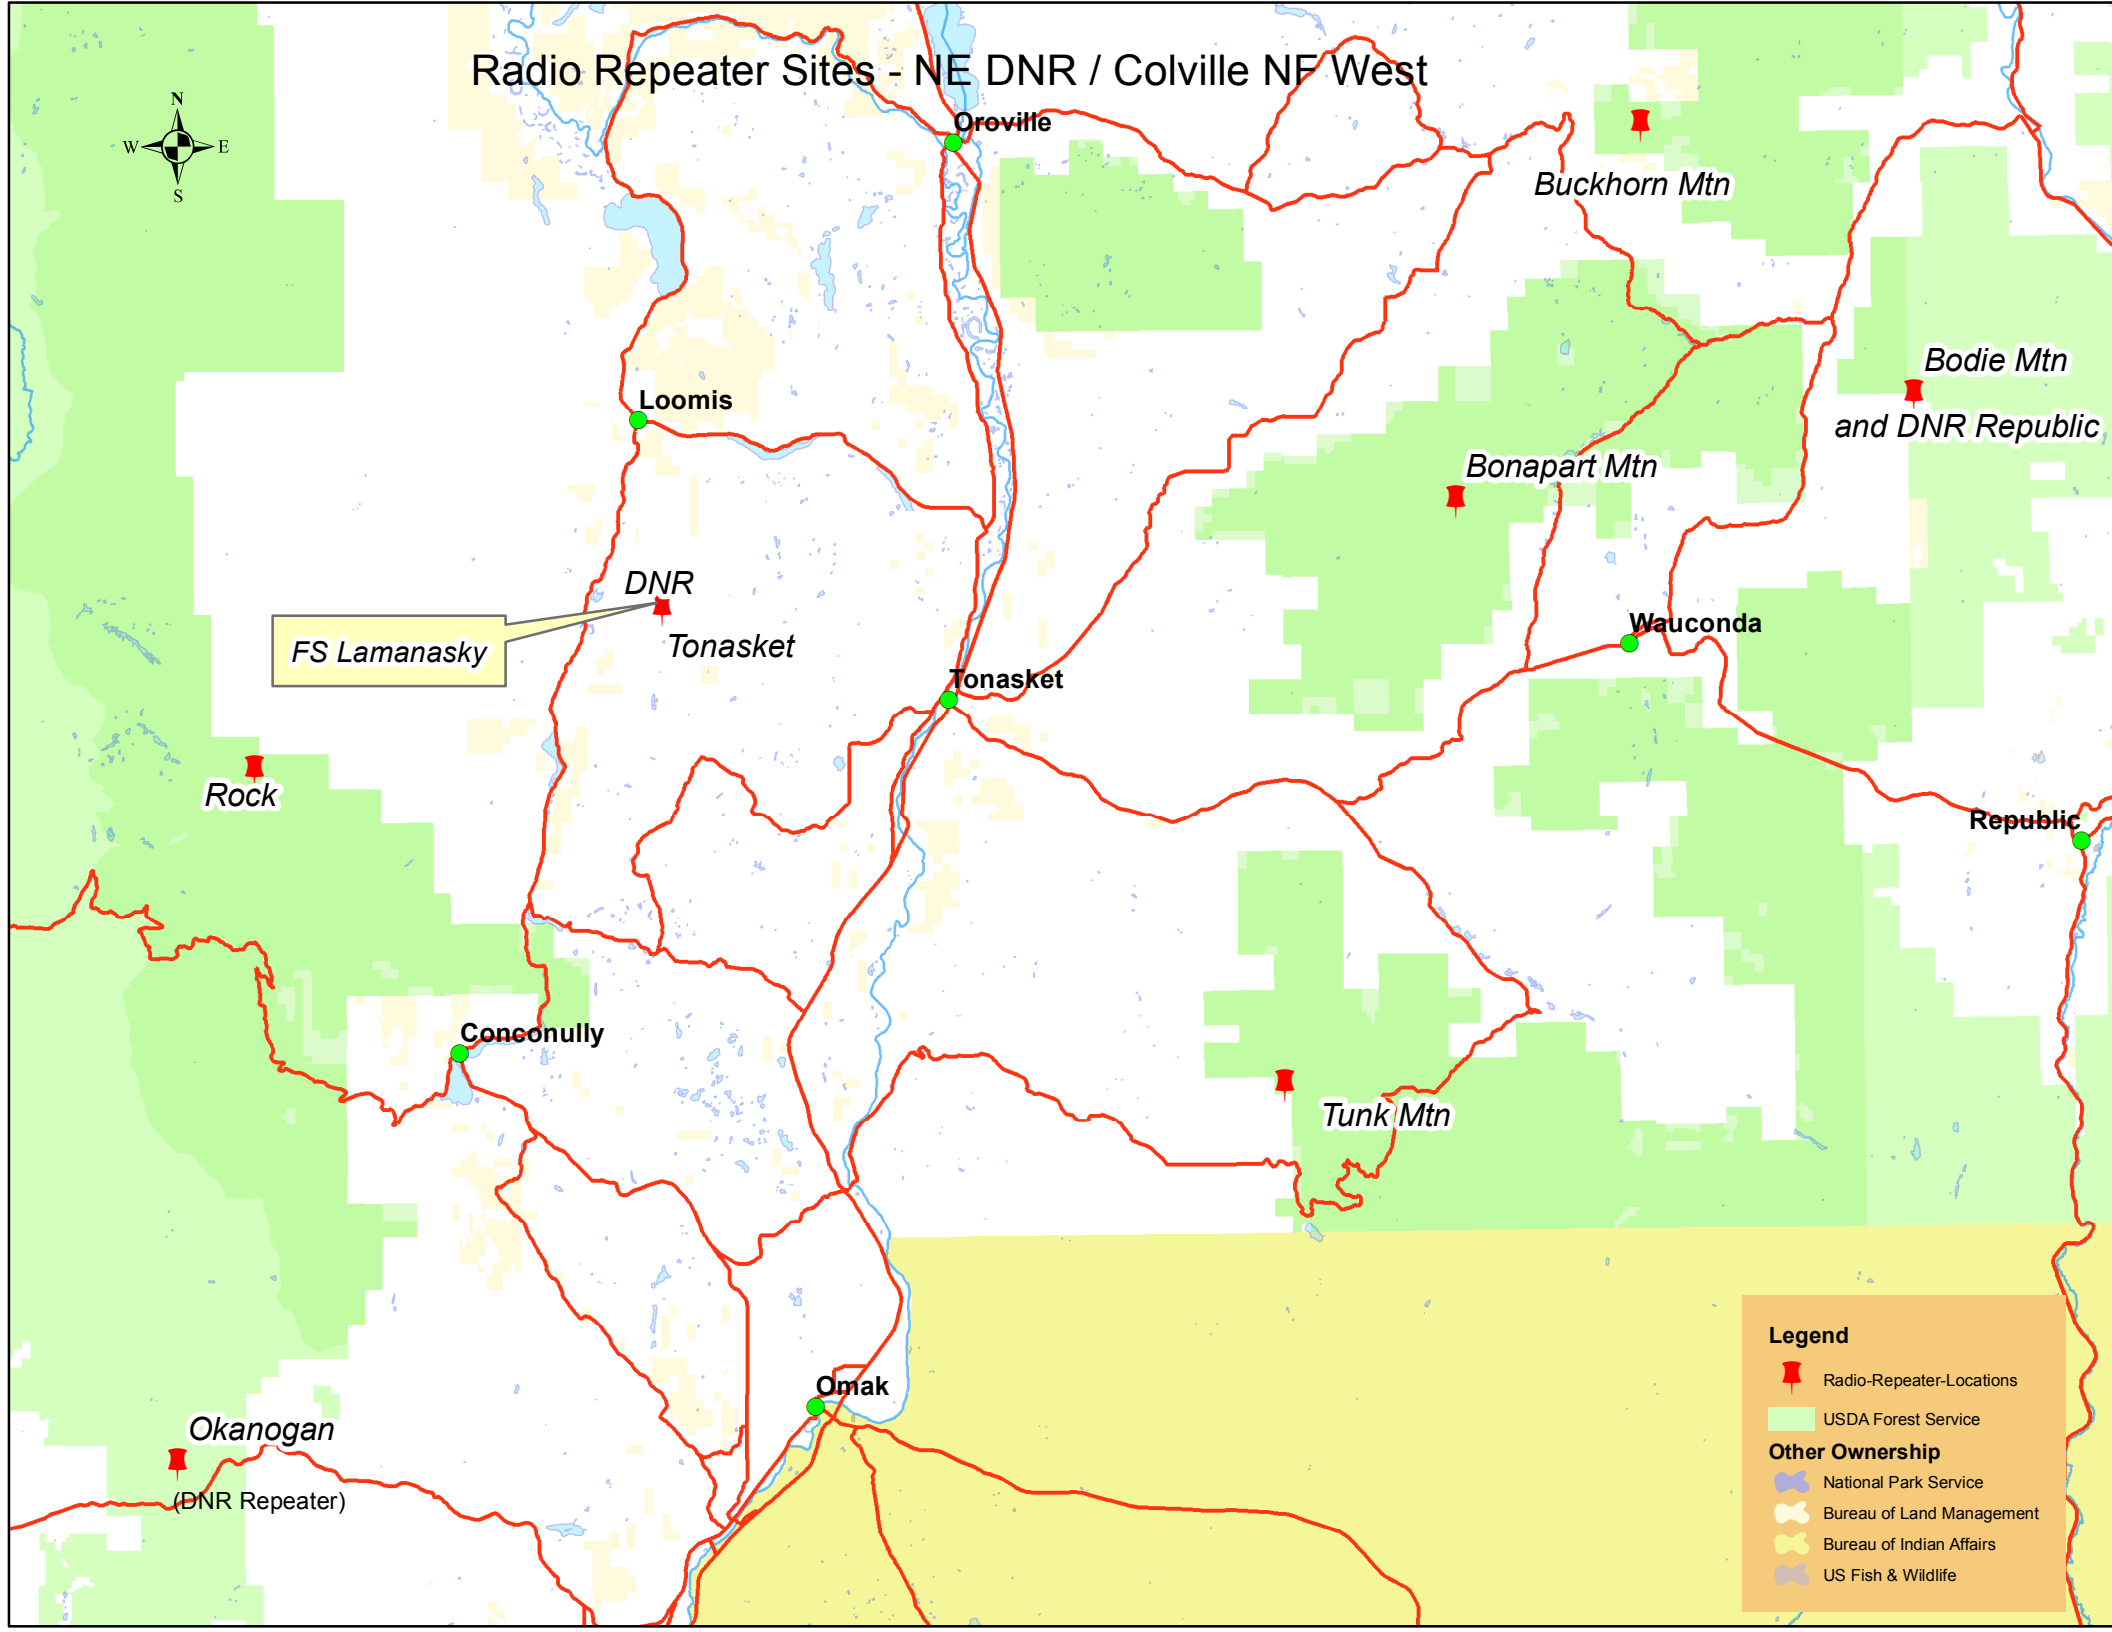 Radio Repeater Sites - NE DNR / Colville NF West
N
W
E
S
Oroville
Buckhorn Mtn
Loomis
Bodie Mtn
and DNR Republic
Bonapart Mtn
DNR
Tonasket
FS Lamanasky
Wauconda
Tonasket
Rock
Republic
Conconully
Tunk Mtn
Omak
Okanogan
(DNR Repeater)
Legend
Radio-Repeater-Locations
USDA Forest Service
Other Ownership
National Park Service
Bureau of Land Management
Bureau of Indian Affairs
US Fish & Wildlife